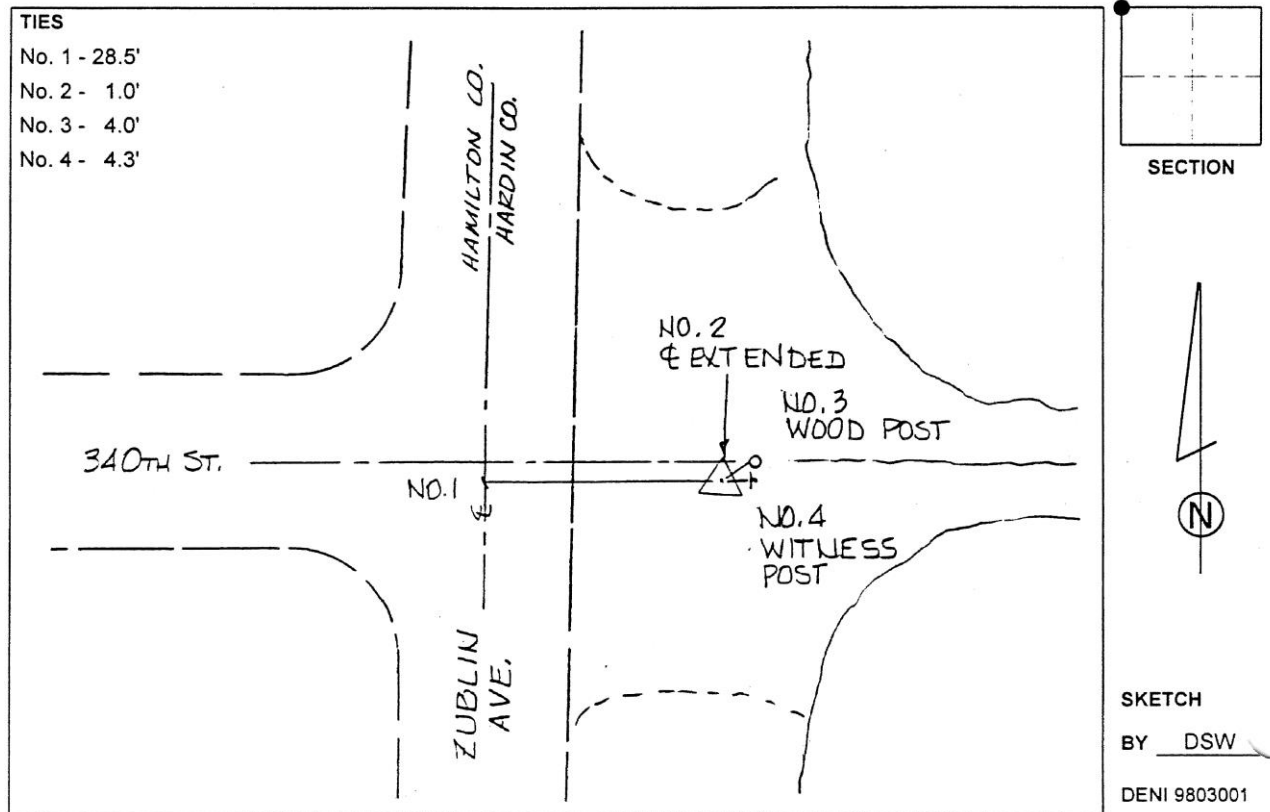 TIES
No. 1 - 28.5'
No. 2 - 1.0'
No. 3 - 4.0'
No. 4 - 4.3'
HAMILTON CO.
HARDIN CO.
NO. 2
℄ EXTENDED
NO. 3
WOOD POST
340TH ST.
NO. 1
℄
NO. 4
WITNESS
POST
ZUBLIN
AVE.
SECTION
N
SKETCH
BY DSW
DENI 9803001